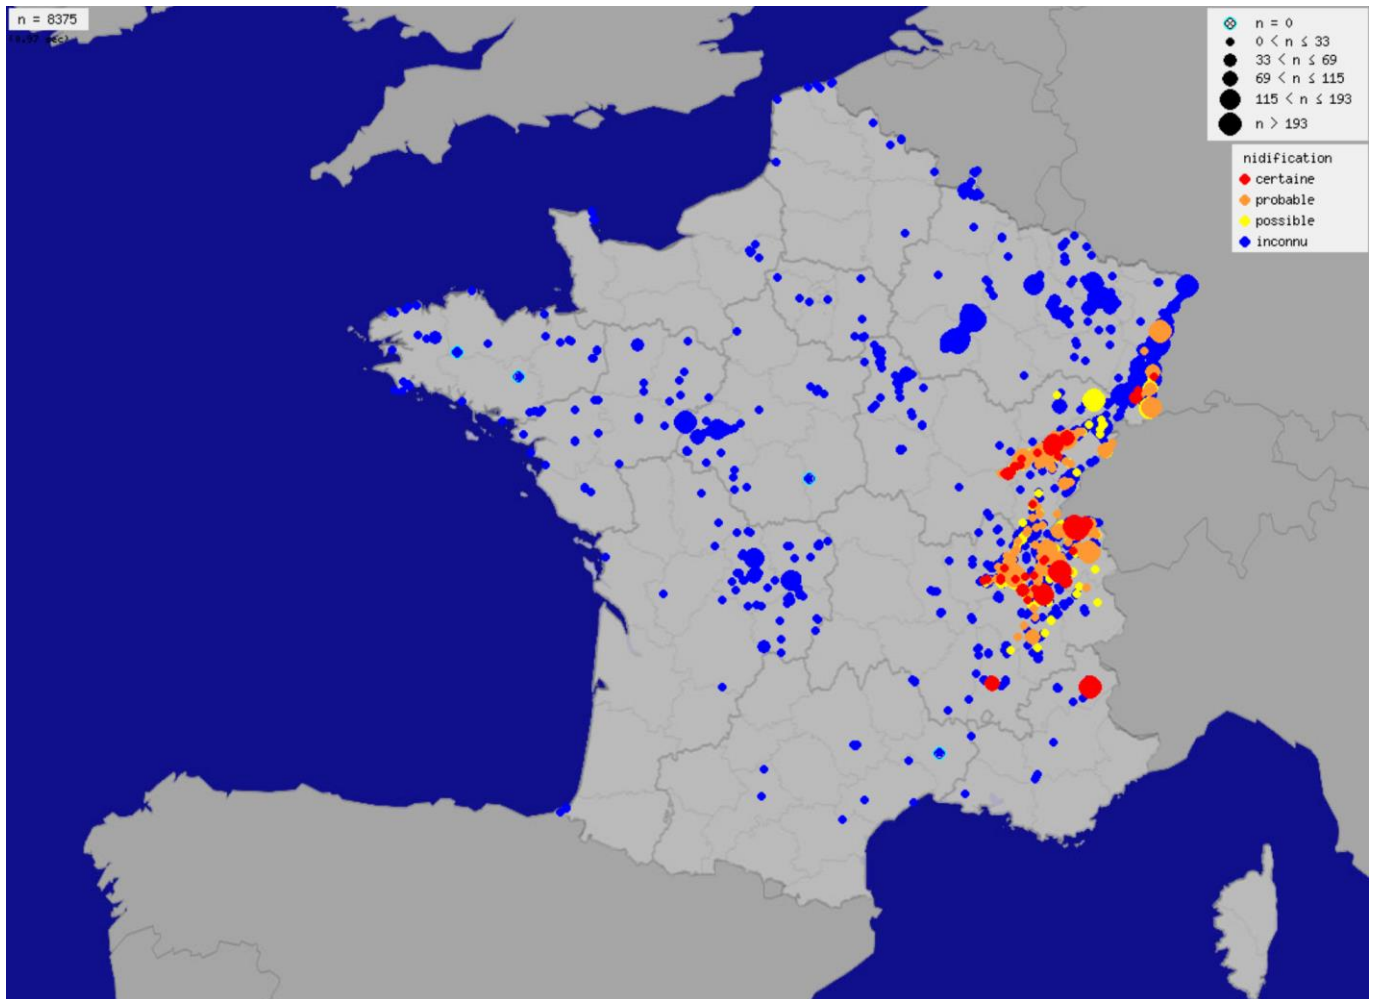 n = 8375
n = 0
0 < n ≤ 33
33 < n ≤ 69
69 < n ≤ 115
115 < n ≤ 193
n > 193
nidification
certaine
probable
possible
inconnu